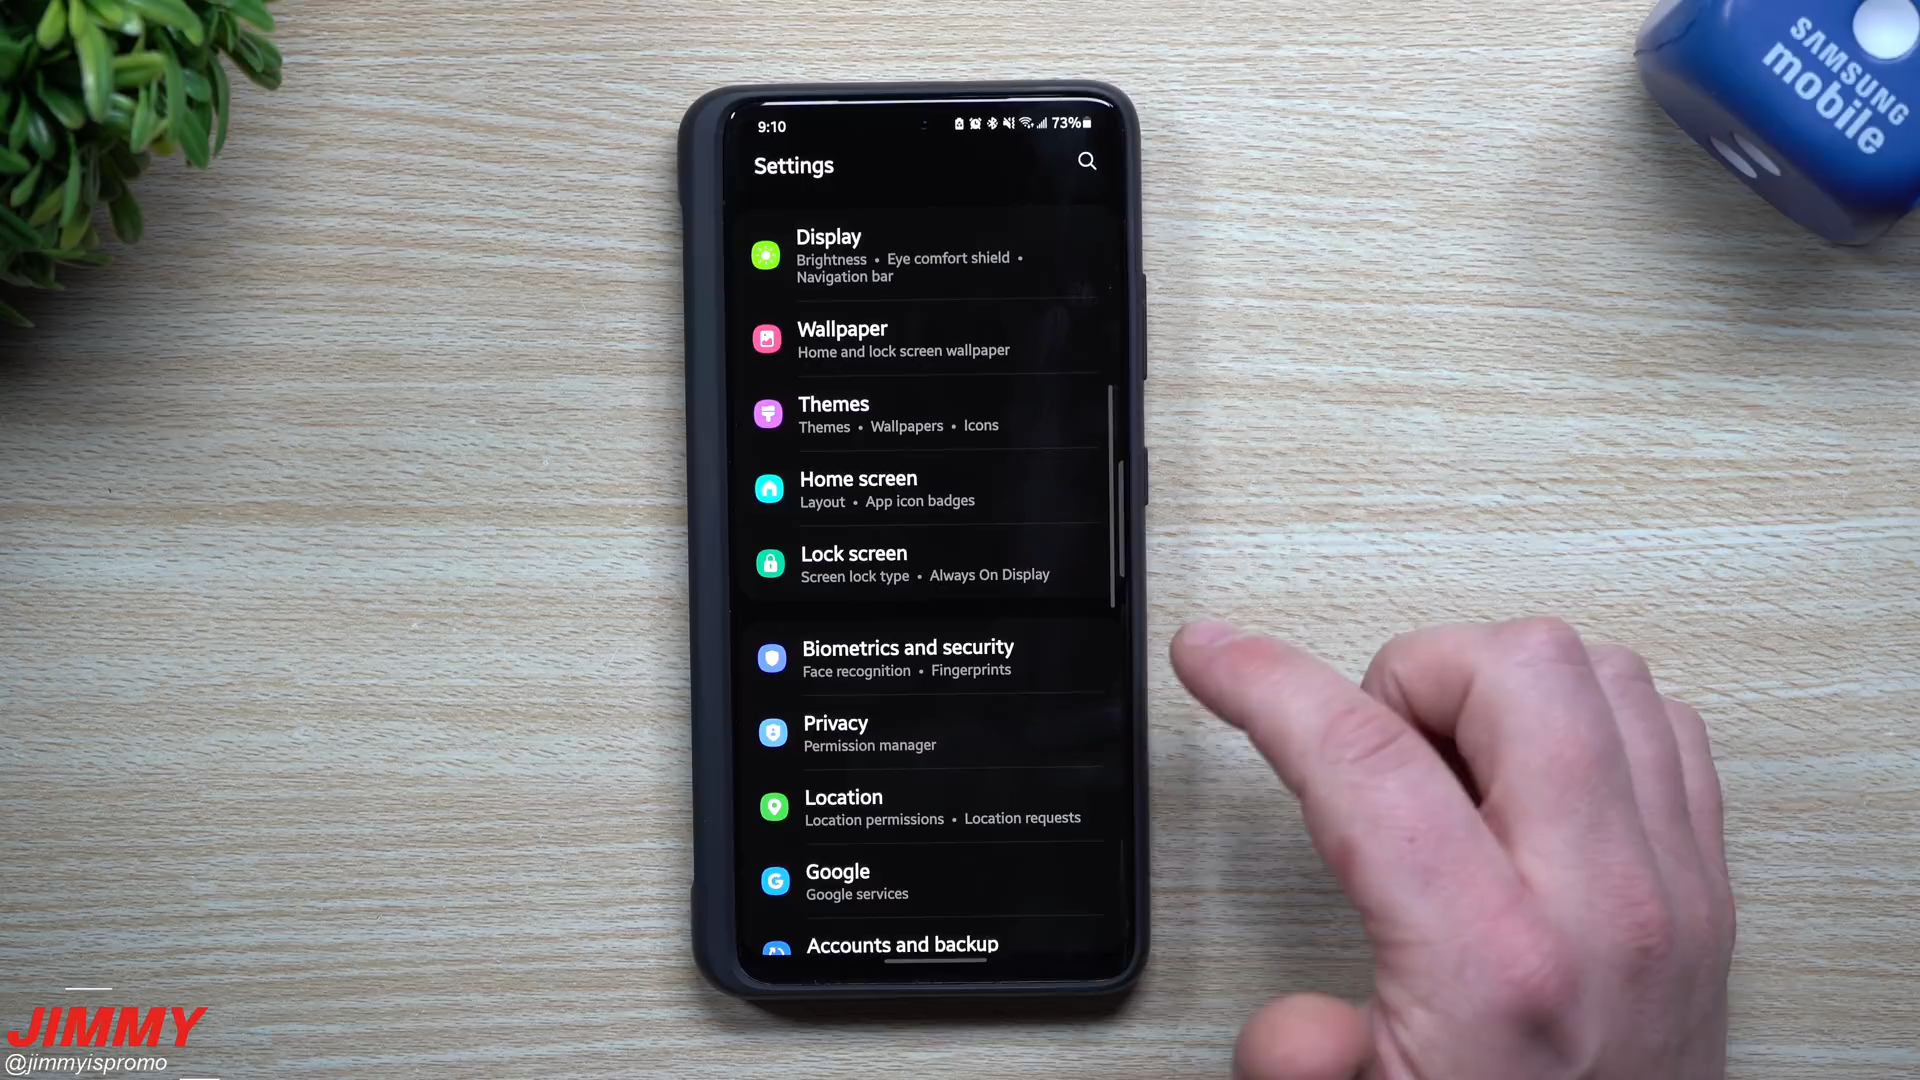 SAMSUNG
mobile
9:10
73%
Settings
Display
Brightness • Eye comfort shield •
Navigation bar
Wallpaper
Home and lock screen wallpaper
Themes
Themes • Wallpapers • Icons
Home screen
Layout • App icon badges
Lock screen
Screen lock type • Always On Display
Biometrics and security
Face recognition • Fingerprints
Privacy
Permission manager
Location
Location permissions • Location requests
Google
Google services
Accounts and backup
JIMMY
@jimmyispromo